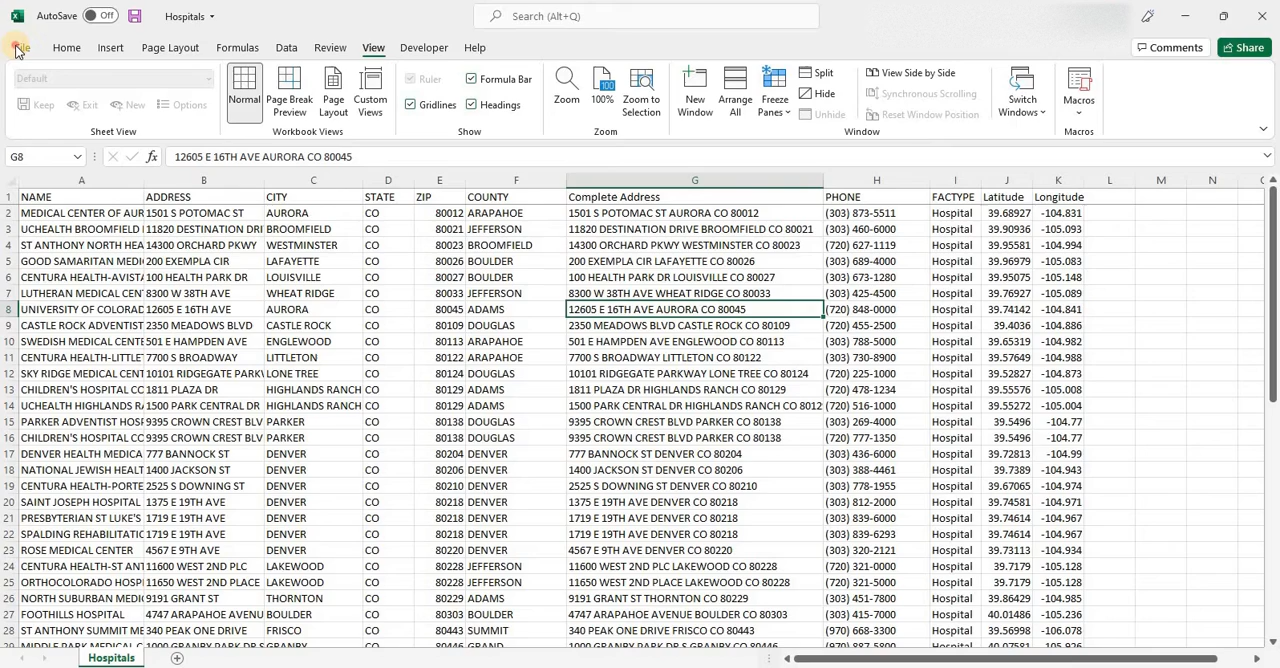 AutoSave Off Hospitals Search (Alt+Q)
File Home Insert Page Layout Formulas Data Review View Developer Help Comments Share
Default
Keep Exit New Options
Sheet View
Normal Page Break Preview Page Layout Custom Views
Workbook Views
Ruler Formula Bar
Gridlines Headings
Show
Zoom 100% Zoom to Selection
Zoom
New Window Arrange All Freeze Panes
Split View Side by Side
Hide Synchronous Scrolling
Unhide Reset Window Position
Switch Windows
Window
Macros
Macros
G8 fx 12605 E 16TH AVE AURORA CO 80045
A B C D E F G H I J K L M N
1 NAME ADDRESS CITY STATE ZIP COUNTY Complete Address PHONE FACTYPE Latitude Longitude
2 MEDICAL CENTER OF AUR 1501 S POTOMAC ST AURORA CO 80012 ARAPAHOE 1501 S POTOMAC ST AURORA CO 80012 (303) 873-5511 Hospital 39.68927 -104.831
3 UCHEALTH BROOMFIELD 11820 DESTINATION DRI BROOMFIELD CO 80021 JEFFERSON 11820 DESTINATION DRIVE BROOMFIELD CO 80021 (303) 460-6000 Hospital 39.90936 -105.093
4 ST ANTHONY NORTH HEA 14300 ORCHARD PKWY WESTMINSTER CO 80023 BROOMFIELD 14300 ORCHARD PKWY WESTMINSTER CO 80023 (720) 627-1119 Hospital 39.95581 -104.994
5 GOOD SAMARITAN MEDI 200 EXEMPLA CIR LAFAYETTE CO 80026 BOULDER 200 EXEMPLA CIR LAFAYETTE CO 80026 (303) 689-4000 Hospital 39.96979 -105.083
6 CENTURA HEALTH-AVISTA 100 HEALTH PARK DR LOUISVILLE CO 80027 BOULDER 100 HEALTH PARK DR LOUISVILLE CO 80027 (303) 673-1280 Hospital 39.95075 -105.148
7 LUTHERAN MEDICAL CEN 8300 W 38TH AVE WHEAT RIDGE CO 80033 JEFFERSON 8300 W 38TH AVE WHEAT RIDGE CO 80033 (303) 425-4500 Hospital 39.76927 -105.089
8 UNIVERSITY OF COLORAD 12605 E 16TH AVE AURORA CO 80045 ADAMS 12605 E 16TH AVE AURORA CO 80045 (720) 848-0000 Hospital 39.74142 -104.841
9 CASTLE ROCK ADVENTIST 2350 MEADOWS BLVD CASTLE ROCK CO 80109 DOUGLAS 2350 MEADOWS BLVD CASTLE ROCK CO 80109 (720) 455-2500 Hospital 39.4036 -104.886
10 SWEDISH MEDICAL CENTE 501 E HAMPDEN AVE ENGLEWOOD CO 80113 ARAPAHOE 501 E HAMPDEN AVE ENGLEWOOD CO 80113 (303) 788-5000 Hospital 39.65319 -104.982
11 CENTURA HEALTH-LITTLE 7700 S BROADWAY LITTLETON CO 80122 ARAPAHOE 7700 S BROADWAY LITTLETON CO 80122 (303) 730-8900 Hospital 39.57649 -104.988
12 SKY RIDGE MEDICAL CENT 10101 RIDGEGATE PARKW LONE TREE CO 80124 DOUGLAS 10101 RIDGEGATE PARKWAY LONE TREE CO 80124 (720) 225-1000 Hospital 39.52827 -104.873
13 CHILDREN'S HOSPITAL CO 1811 PLAZA DR HIGHLANDS RANCH CO 80129 ADAMS 1811 PLAZA DR HIGHLANDS RANCH CO 80129 (720) 478-1234 Hospital 39.55576 -105.008
14 UCHEALTH HIGHLANDS RA 1500 PARK CENTRAL DR HIGHLANDS RANCH CO 80129 ADAMS 1500 PARK CENTRAL DR HIGHLANDS RANCH CO 8012 (720) 516-1000 Hospital 39.55272 -105.004
15 PARKER ADVENTIST HOSP 9395 CROWN CREST BLV PARKER CO 80138 DOUGLAS 9395 CROWN CREST BLVD PARKER CO 80138 (303) 269-4000 Hospital 39.5496 -104.77
16 CHILDREN'S HOSPITAL CO 9395 CROWN CREST BLV PARKER CO 80138 DOUGLAS 9395 CROWN CREST BLVD PARKER CO 80138 (720) 777-1350 Hospital 39.5496 -104.77
17 DENVER HEALTH MEDICA 777 BANNOCK ST DENVER CO 80204 DENVER 777 BANNOCK ST DENVER CO 80204 (303) 436-6000 Hospital 39.72813 -104.99
18 NATIONAL JEWISH HEALT 1400 JACKSON ST DENVER CO 80206 DENVER 1400 JACKSON ST DENVER CO 80206 (303) 388-4461 Hospital 39.7389 -104.943
19 CENTURA HEALTH-PORTE 2525 S DOWNING ST DENVER CO 80210 DENVER 2525 S DOWNING ST DENVER CO 80210 (303) 778-1955 Hospital 39.67065 -104.974
20 SAINT JOSEPH HOSPITAL 1375 E 19TH AVE DENVER CO 80218 DENVER 1375 E 19TH AVE DENVER CO 80218 (303) 812-2000 Hospital 39.74581 -104.971
21 PRESBYTERIAN ST LUKE'S 1719 E 19TH AVE DENVER CO 80218 DENVER 1719 E 19TH AVE DENVER CO 80218 (303) 839-6000 Hospital 39.74614 -104.967
22 SPALDING REHABILITATIO 1719 E 19TH AVE DENVER CO 80218 DENVER 1719 E 19TH AVE DENVER CO 80218 (303) 839-6293 Hospital 39.74614 -104.967
23 ROSE MEDICAL CENTER 4567 E 9TH AVE DENVER CO 80220 DENVER 4567 E 9TH AVE DENVER CO 80220 (303) 320-2121 Hospital 39.73113 -104.934
24 CENTURA HEALTH-ST ANT 11600 WEST 2ND PLC LAKEWOOD CO 80228 JEFFERSON 11600 WEST 2ND PLC LAKEWOOD CO 80228 (720) 321-0000 Hospital 39.7179 -105.128
25 ORTHOCOLORADO HOSP 11650 WEST 2ND PLACE LAKEWOOD CO 80228 JEFFERSON 11650 WEST 2ND PLACE LAKEWOOD CO 80228 (720) 321-5000 Hospital 39.7179 -105.128
26 NORTH SUBURBAN MEDIC 9191 GRANT ST THORNTON CO 80229 ADAMS 9191 GRANT ST THORNTON CO 80229 (303) 451-7800 Hospital 39.86429 -104.985
27 FOOTHILLS HOSPITAL 4747 ARAPAHOE AVENU BOULDER CO 80303 BOULDER 4747 ARAPAHOE AVENUE BOULDER CO 80303 (303) 415-7000 Hospital 40.01486 -105.236
28 ST ANTHONY SUMMIT ME 340 PEAK ONE DRIVE FRISCO CO 80443 SUMMIT 340 PEAK ONE DRIVE FRISCO CO 80443 (970) 668-3300 Hospital 39.56998 -106.078
Hospitals